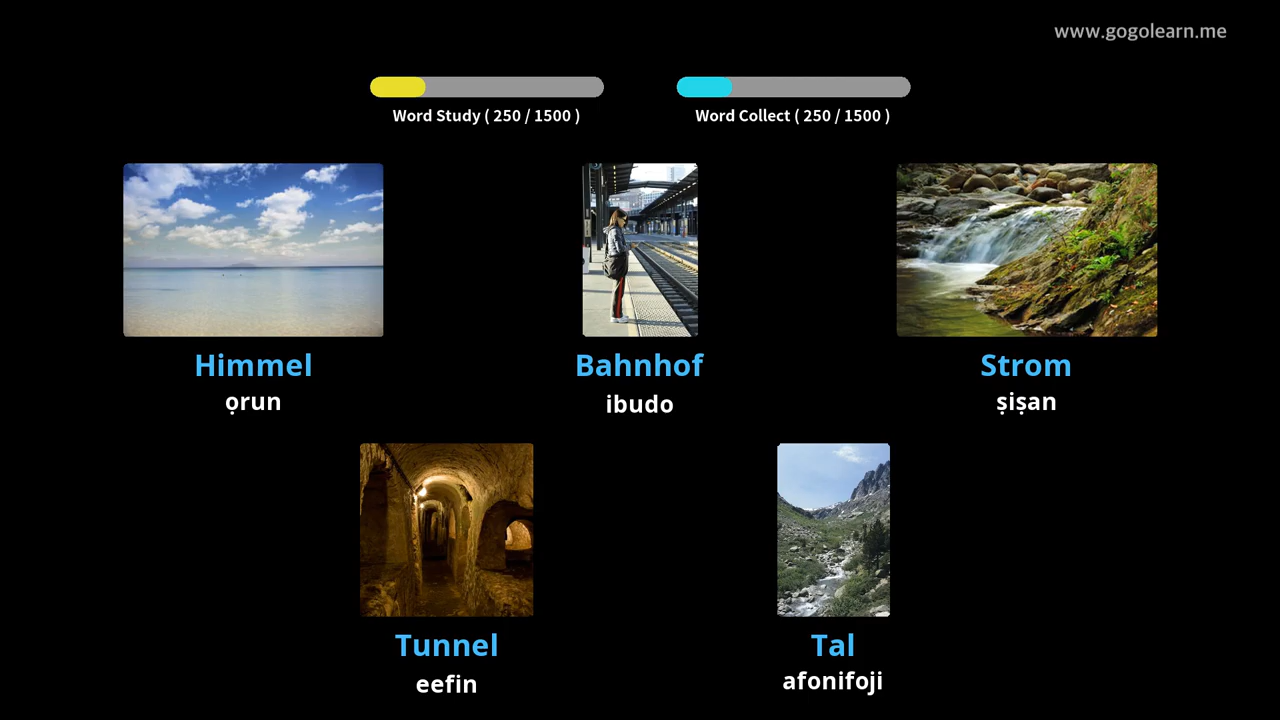 www.gogolearn.me
Word Study ( 250 / 1500 )
Word Collect ( 250 / 1500 )
Himmel
ọrun
Bahnhof
ibudo
Strom
ṣiṣan
Tunnel
eefin
Tal
afonifoji